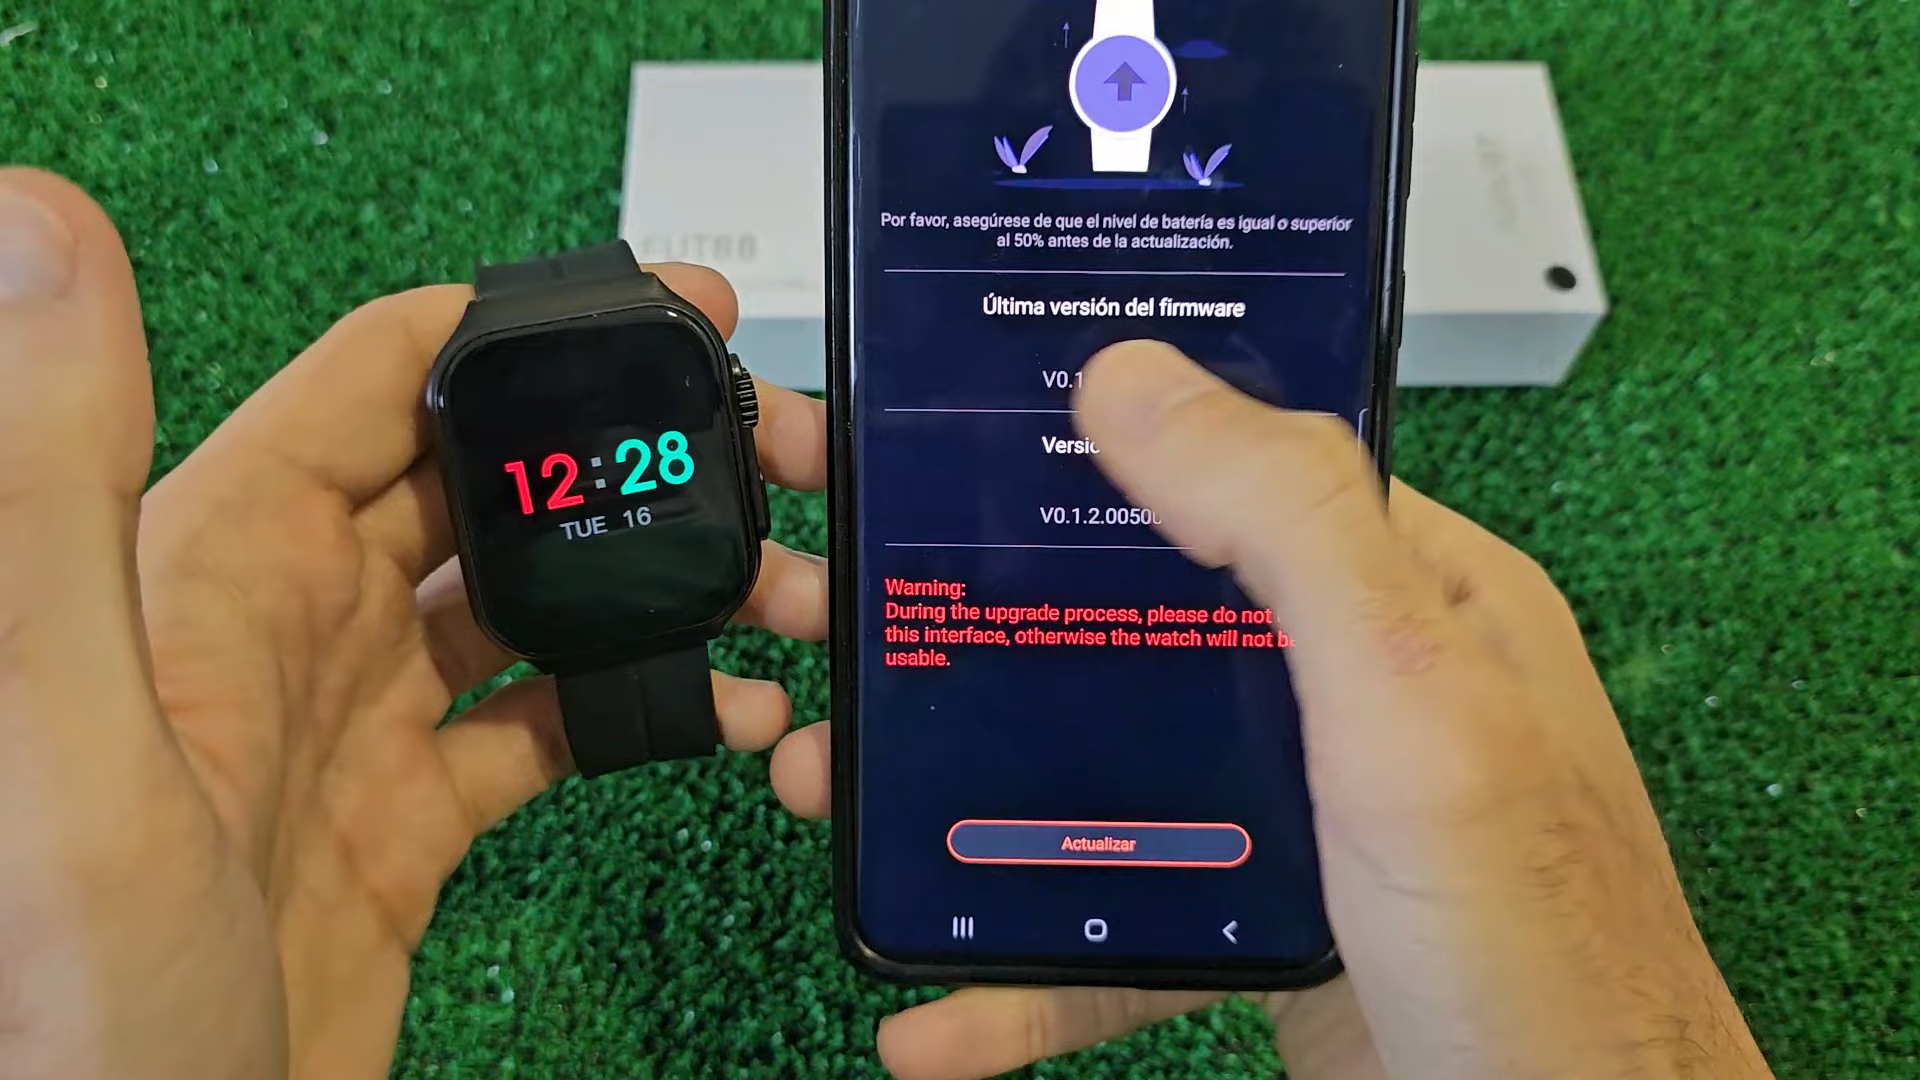 12:28
TUE 16
Por favor, asegúrese de que el nivel de batería es igual o superior
al 50% antes de la actualización.
Última versión del firmware
V0.1
Versió
V0.1.2.0050
Warning:
During the upgrade process, please do not
this interface, otherwise the watch will not be
usable.
Actualizar